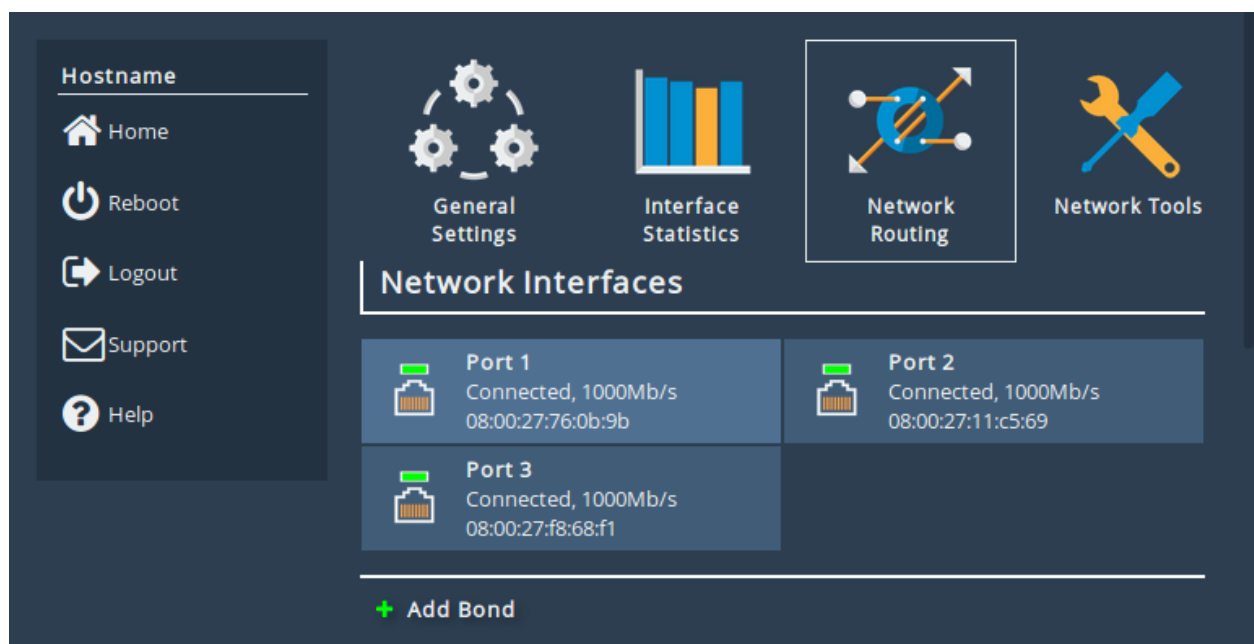 Hostname
Home
Reboot
Logout
Support
Help
General
Settings
Interface
Statistics
Network
Routing
Network Tools
Network Interfaces
Port 1
Connected, 1000Mb/s
08:00:27:76:0b:9b
Port 2
Connected, 1000Mb/s
08:00:27:11:c5:69
Port 3
Connected, 1000Mb/s
08:00:27:f8:68:f1
+ Add Bond